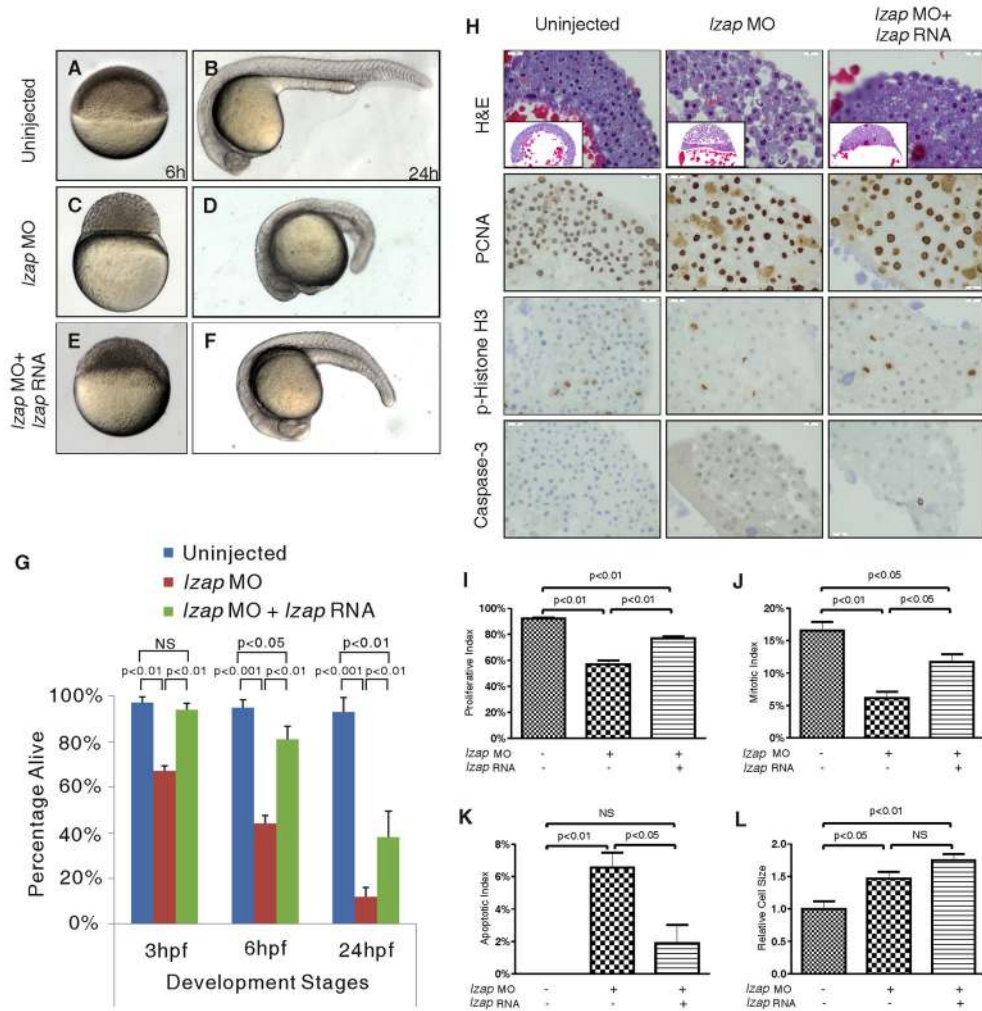 A
B
Uninjected
6h
24h
C
D
lzap MO
E
F
lzap MO+
lzap RNA
H
Uninjected
lzap MO
lzap MO+
lzap RNA
H&E
PCNA
p-Histone H3
Caspase-3
G
Uninjected
lzap MO
lzap MO + lzap RNA
NS
p<0.05
p<0.01
p<0.01 p<0.01
p<0.001 p<0.01
p<0.001 p<0.01
Percentage Alive
100%
80%
60%
40%
20%
0%
3hpf
6hpf
24hpf
Development Stages
I
p<0.01
p<0.01
p<0.01
Proliferative Index
100%
80%
60%
40%
20%
0%
lzap MO - + +
lzap RNA - - +
J
p<0.05
p<0.01
p<0.05
Mitotic Index
20%
15%
10%
5%
0%
lzap MO - + +
lzap RNA - - +
K
NS
p<0.01
p<0.05
Apoptotic Index
8%
6%
4%
2%
0%
lzap MO - + +
lzap RNA - - +
L
p<0.01
p<0.05
NS
Relative Cell Size
2.0
1.5
1.0
0.5
0.0
lzap MO - + +
lzap RNA - - +